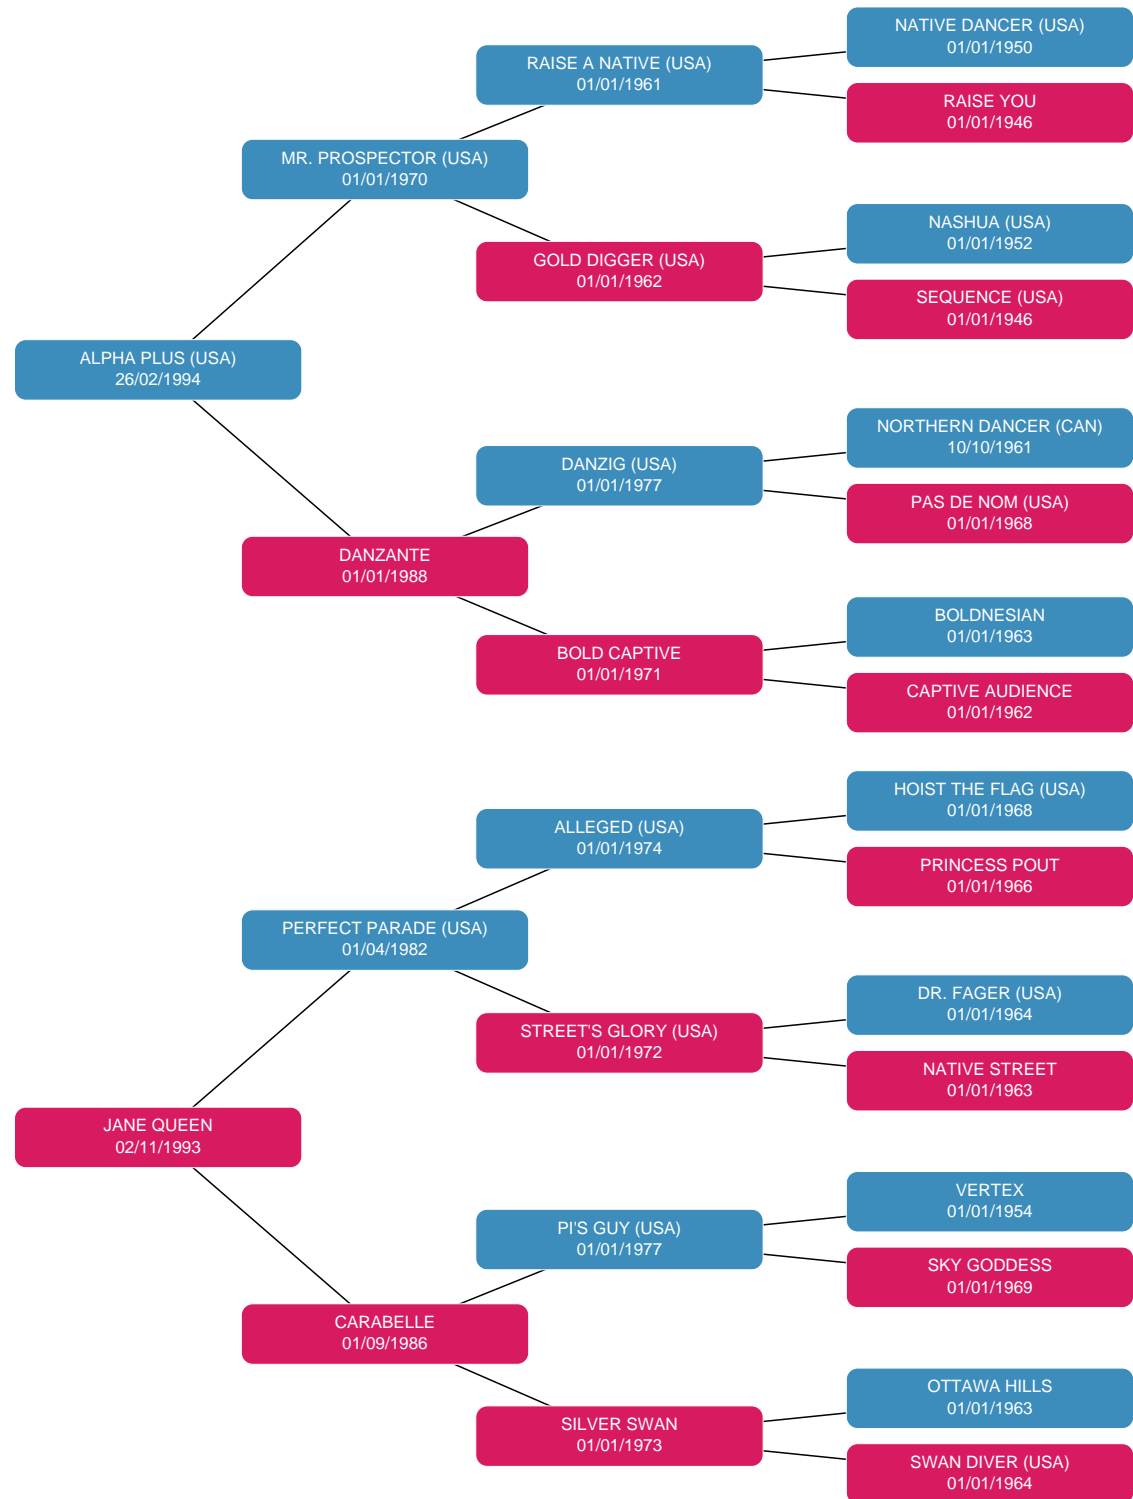 NATIVE DANCER (USA)
01/01/1950
RAISE A NATIVE (USA)
01/01/1961
RAISE YOU
01/01/1946
MR. PROSPECTOR (USA)
01/01/1970
NASHUA (USA)
01/01/1952
GOLD DIGGER (USA)
01/01/1962
SEQUENCE (USA)
01/01/1946
ALPHA PLUS (USA)
26/02/1994
NORTHERN DANCER (CAN)
10/10/1961
DANZIG (USA)
01/01/1977
PAS DE NOM (USA)
01/01/1968
DANZANTE
01/01/1988
BOLDNESIAN
01/01/1963
BOLD CAPTIVE
01/01/1971
CAPTIVE AUDIENCE
01/01/1962
HOIST THE FLAG (USA)
01/01/1968
ALLEGED (USA)
01/01/1974
PRINCESS POUT
01/01/1966
PERFECT PARADE (USA)
01/04/1982
DR. FAGER (USA)
01/01/1964
STREET'S GLORY (USA)
01/01/1972
NATIVE STREET
01/01/1963
JANE QUEEN
02/11/1993
VERTEX
01/01/1954
PI'S GUY (USA)
01/01/1977
SKY GODDESS
01/01/1969
CARABELLE
01/09/1986
OTTAWA HILLS
01/01/1963
SILVER SWAN
01/01/1973
SWAN DIVER (USA)
01/01/1964